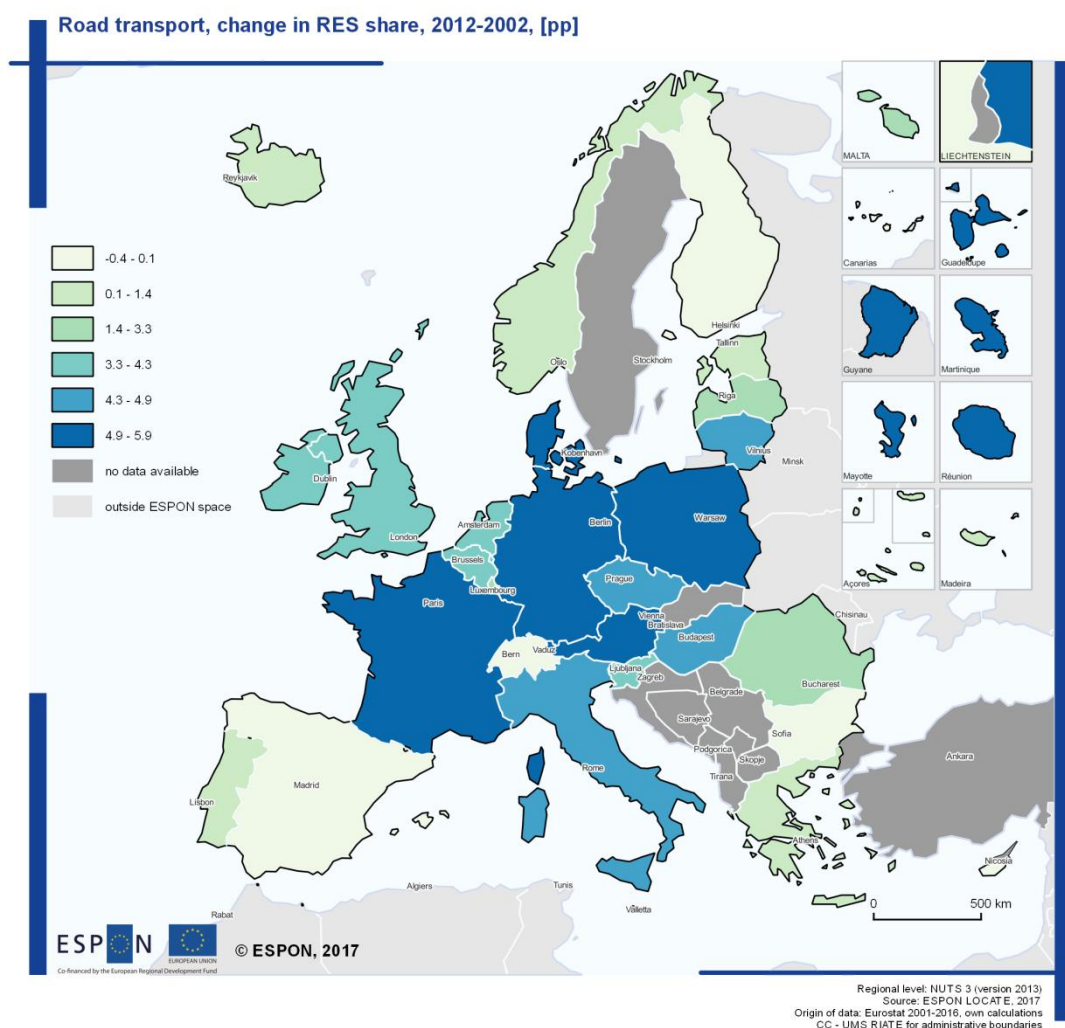 Road transport, change in RES share, 2012-2002, [pp]
MALTA
LIECHTENSTEIN
Reykjavik
Canarias
Guadeloupe
-0.4 - 0.1
0.1 - 1.4
1.4 - 3.3
3.3 - 4.3
4.3 - 4.9
4.9 - 5.9
no data available
outside ESPON space
Helsinki
Tallinn
Oslo
Stockholm
Riga
Guyane
Martinique
Kobenhavn
Vilnius
Minsk
Dublin
Mayotte
Réunion
Amsterdam
Berlin
Warsaw
London
Brussels
Prague
Luxembourg
Açores
Madeira
Paris
Vienna
Bratislava
Chisinau
Budapest
Bern
Vaduz
Ljubljana
Zagreb
Bucharest
Belgrade
Sarajevo
Sofia
Podgorica
Skopje
Ankara
Rome
Tirana
Madrid
Lisbon
Athens
Nicosia
Algiers
Tunis
Valletta
Rabat
0 500 km
ESPON
EUROPEAN UNION
© ESPON, 2017
Co-financed by the European Regional Development Fund
Regional level: NUTS 3 (version 2013)
Source: ESPON LOCATE, 2017
Origin of data: Eurostat 2001-2016, own calculations
CC - UMS RIATE for administrative boundaries